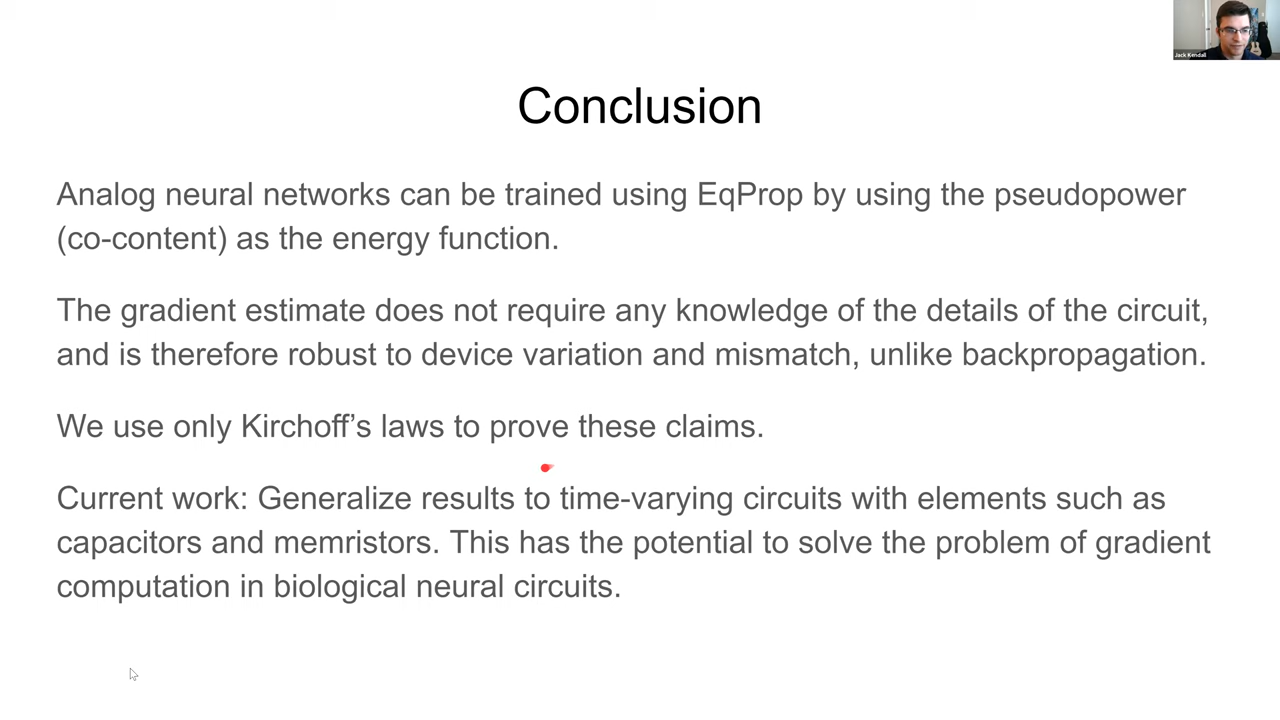 Jack Kendall
Conclusion
Analog neural networks can be trained using EqProp by using the pseudopower
(co-content) as the energy function.
The gradient estimate does not require any knowledge of the details of the circuit,
and is therefore robust to device variation and mismatch, unlike backpropagation.
We use only Kirchoff’s laws to prove these claims.
Current work: Generalize results to time-varying circuits with elements such as
capacitors and memristors. This has the potential to solve the problem of gradient
computation in biological neural circuits.